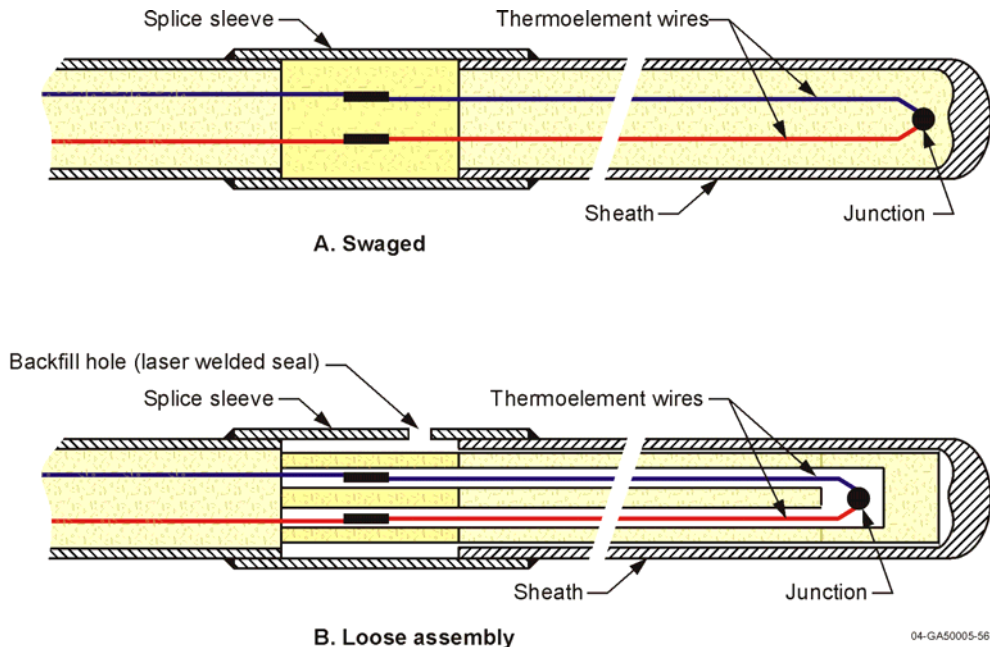 Splice sleeve
Thermoelement wires
Sheath
Junction
A. Swaged
Backfill hole (laser welded seal)
Splice sleeve
Thermoelement wires
Sheath
Junction
B. Loose assembly
04-GA50005-56